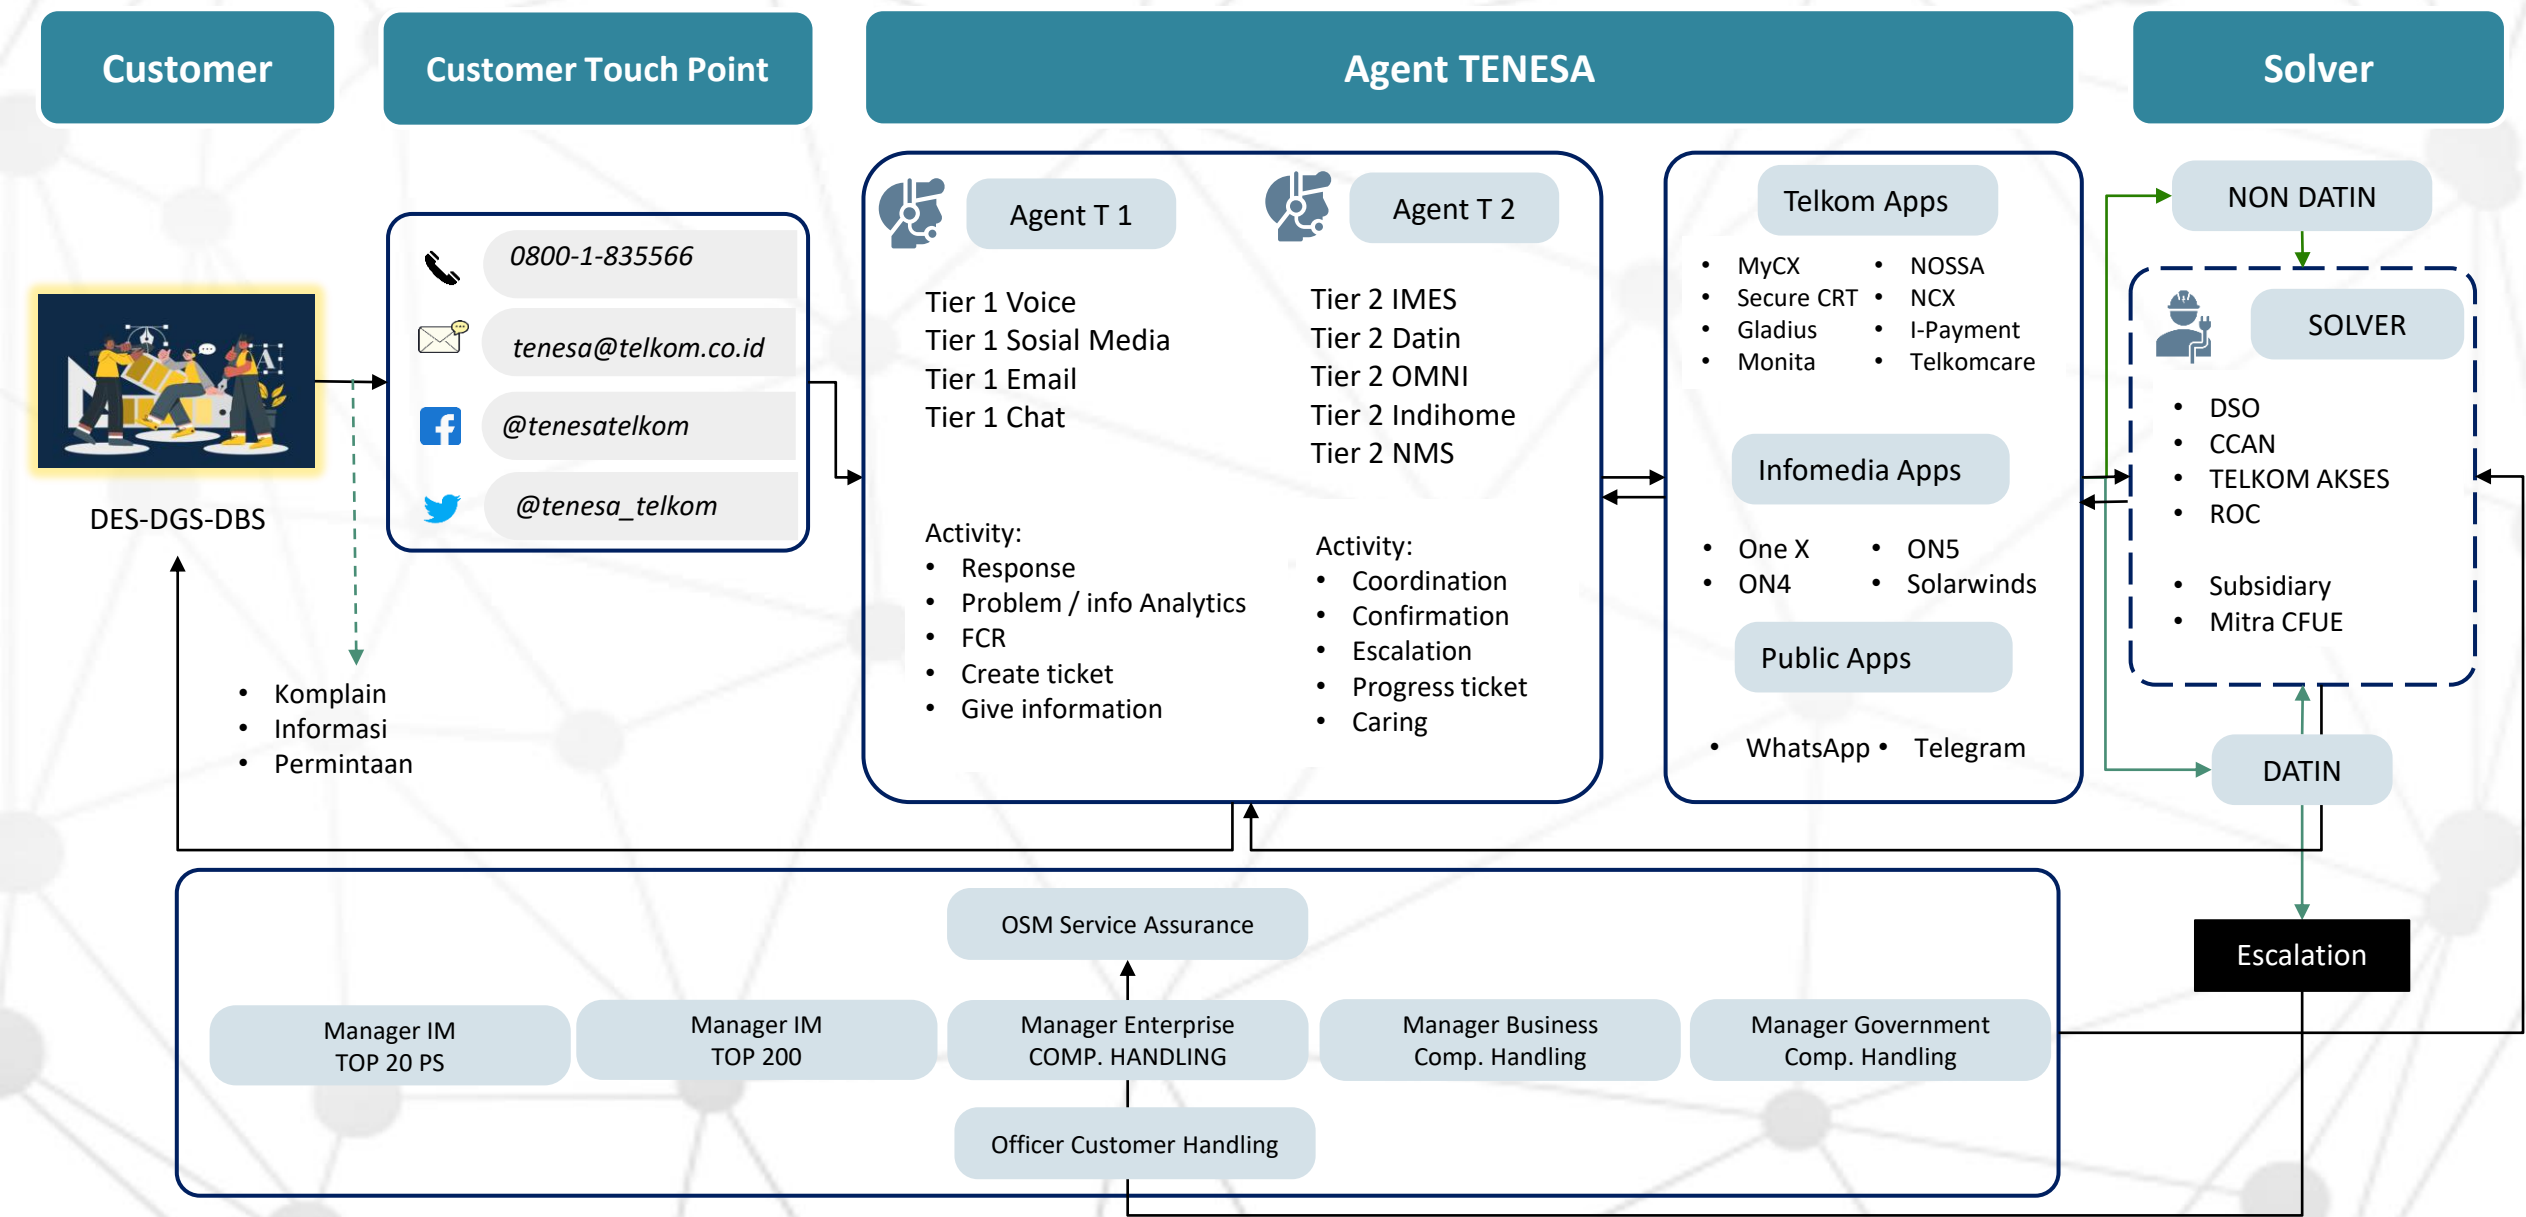 Customer
Customer Touch Point
Agent TENESA
Solver
DES-DGS-DBS
Komplain
Informasi
Permintaan
0800-1-835566
tenesa@telkom.co.id
@tenesatelkom
@tenesa_telkom
Agent T 1
Tier 1 Voice
Tier 1 Sosial Media
Tier 1 Email
Tier 1 Chat
Activity:
Response
Problem / info Analytics
FCR
Create ticket
Give information
Agent T 2
Tier 2 IMES
Tier 2 Datin
Tier 2 OMNI
Tier 2 Indihome
Tier 2 NMS
Activity:
Coordination
Confirmation
Escalation
Progress ticket
Caring
Telkom Apps
MyCX
Secure CRT
Gladius
Monita
NOSSA
NCX
I-Payment
Telkomcare
Infomedia Apps
One X
ON4
ON5
Solarwinds
Public Apps
WhatsApp
Telegram
NON DATIN
SOLVER
DSO
CCAN
TELKOM AKSES
ROC
Subsidiary
Mitra CFUE
DATIN
Escalation
OSM Service Assurance
Manager IM
TOP 20 PS
Manager IM
TOP 200
Manager Enterprise
COMP. HANDLING
Manager Business
Comp. Handling
Manager Government
Comp. Handling
Officer Customer Handling